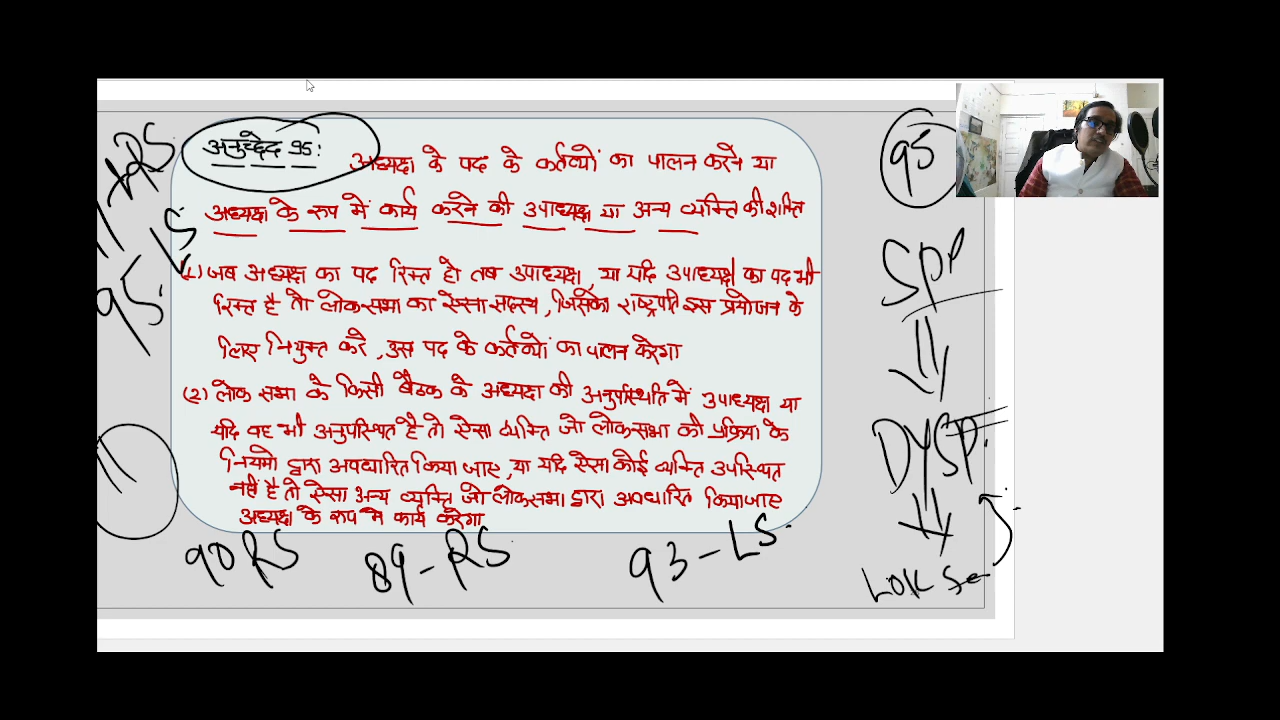 अनुच्छेद 95:
अध्यक्ष के पद के कर्तव्यों का पालन करने या
अध्यक्ष के रूप में कार्य करने की उपाध्यक्ष या अन्य व्यक्ति की शक्ति
(1) जब अध्यक्ष का पद रिक्त हो तब उपाध्यक्ष, या यदि उपाध्यक्ष का पद भी
रिक्त है तो लोकसभा का ऐसा सदस्य, जिसको राष्ट्रपति इस प्रयोजन के
लिए नियुक्त करे, उस पद के कर्तव्यों का पालन करेगा
(2) लोक सभा के किसी बैठक के अध्यक्ष की अनुपस्थिति में उपाध्यक्ष या
यदि वह भी अनुपस्थित है तो ऐसा व्यक्ति जो लोकसभा की प्रक्रिया के
नियमों द्वारा अवधारित किया जाए, या यदि ऐसा कोई व्यक्ति उपस्थित
नहीं है तो ऐसा अन्य व्यक्ति जो लोकसभा द्वारा अवधारित किया जाए
अध्यक्ष के रूप में कार्य करेगा
RS
95 LS
90 RS
89 - RS
93 - LS
95
SPP
DYSP
LOK S